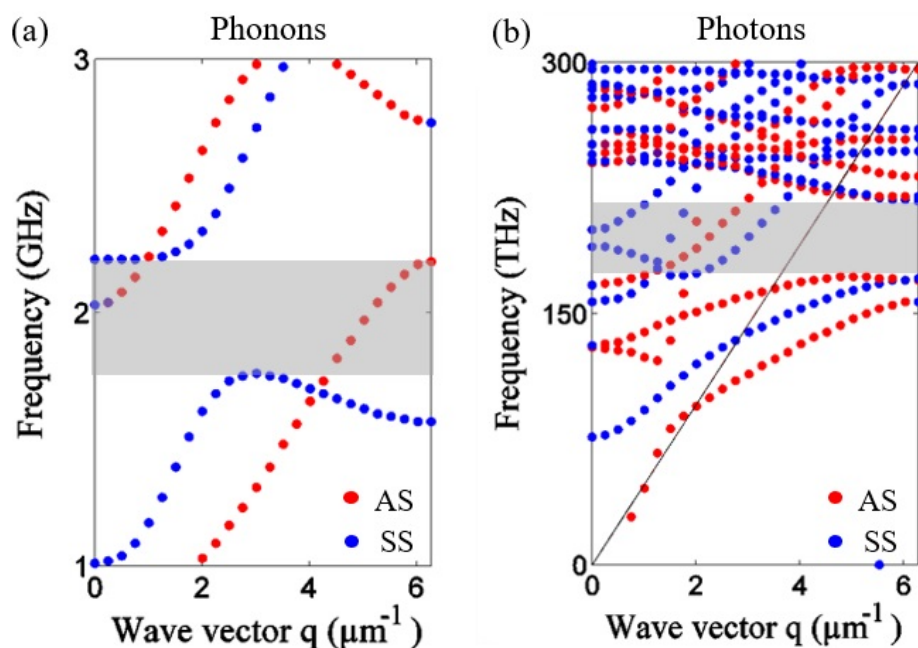 (a) Phonons
3
2
1
Frequency (GHz)
AS
SS
0 2 4 6
Wave vector q (μm⁻¹)
(b) Photons
300
150
0
Frequency (THz)
AS
SS
0 2 4 6
Wave vector q (μm⁻¹)